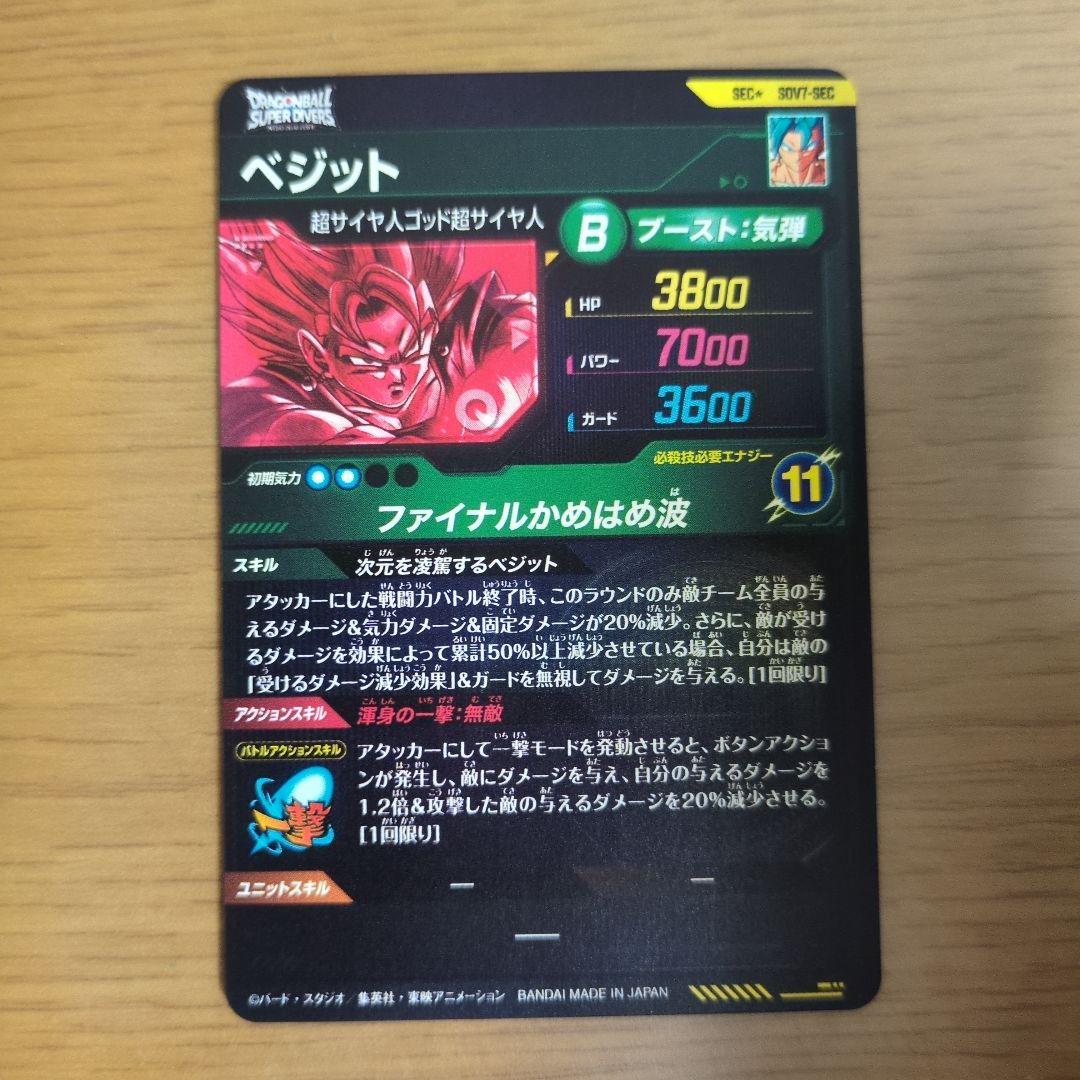 DRAGONBALL
SUPER DIVERS
SEC★ SDV7-SEC
ベジット
超サイヤ人ゴッド超サイヤ人
B ブースト:気弾
HP 3800
パワー 7000
ガード 3600
初期気力
必殺技必要エナジー
11
ファイナルかめはめ波
スキル 次元を凌駕するベジット
アタッカーにした戦闘力バトル終了時、このラウンドのみ敵チーム全員の与
えるダメージ&気力ダメージ&固定ダメージが20%減少。さらに、敵が受け
るダメージを効果によって累計50%以上減少させている場合、自分は敵の
「受けるダメージ減少効果」&ガードを無視してダメージを与える。[1回限り]
アクションスキル 渾身の一撃:無敵
バトルアクションスキル
アタッカーにして一撃モードを発動させると、ボタンアクショ
ンが発生し、敵にダメージを与え、自分の与えるダメージを
1.2倍&攻撃した敵の与えるダメージを20%減少させる。
[1回限り]
一撃
ユニットスキル
©バード・スタジオ/集英社・東映アニメーション BANDAI MADE IN JAPAN